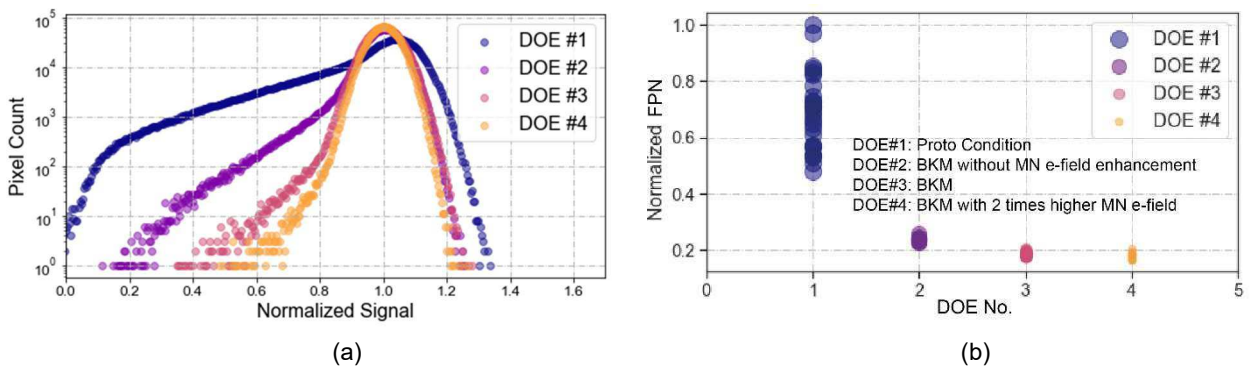 10^5
10^4
10^3
10^2
10^1
10^0
Pixel Count
0.0 0.2 0.4 0.6 0.8 1.0 1.2 1.4 1.6
Normalized Signal
DOE #1
DOE #2
DOE #3
DOE #4
(a)
1.0
0.8
0.6
0.4
0.2
Normalized FPN
0 1 2 3 4 5
DOE No.
DOE #1
DOE #2
DOE #3
DOE #4
DOE#1: Proto Condition
DOE#2: BKM without MN e-field enhancement
DOE#3: BKM
DOE#4: BKM with 2 times higher MN e-field
(b)